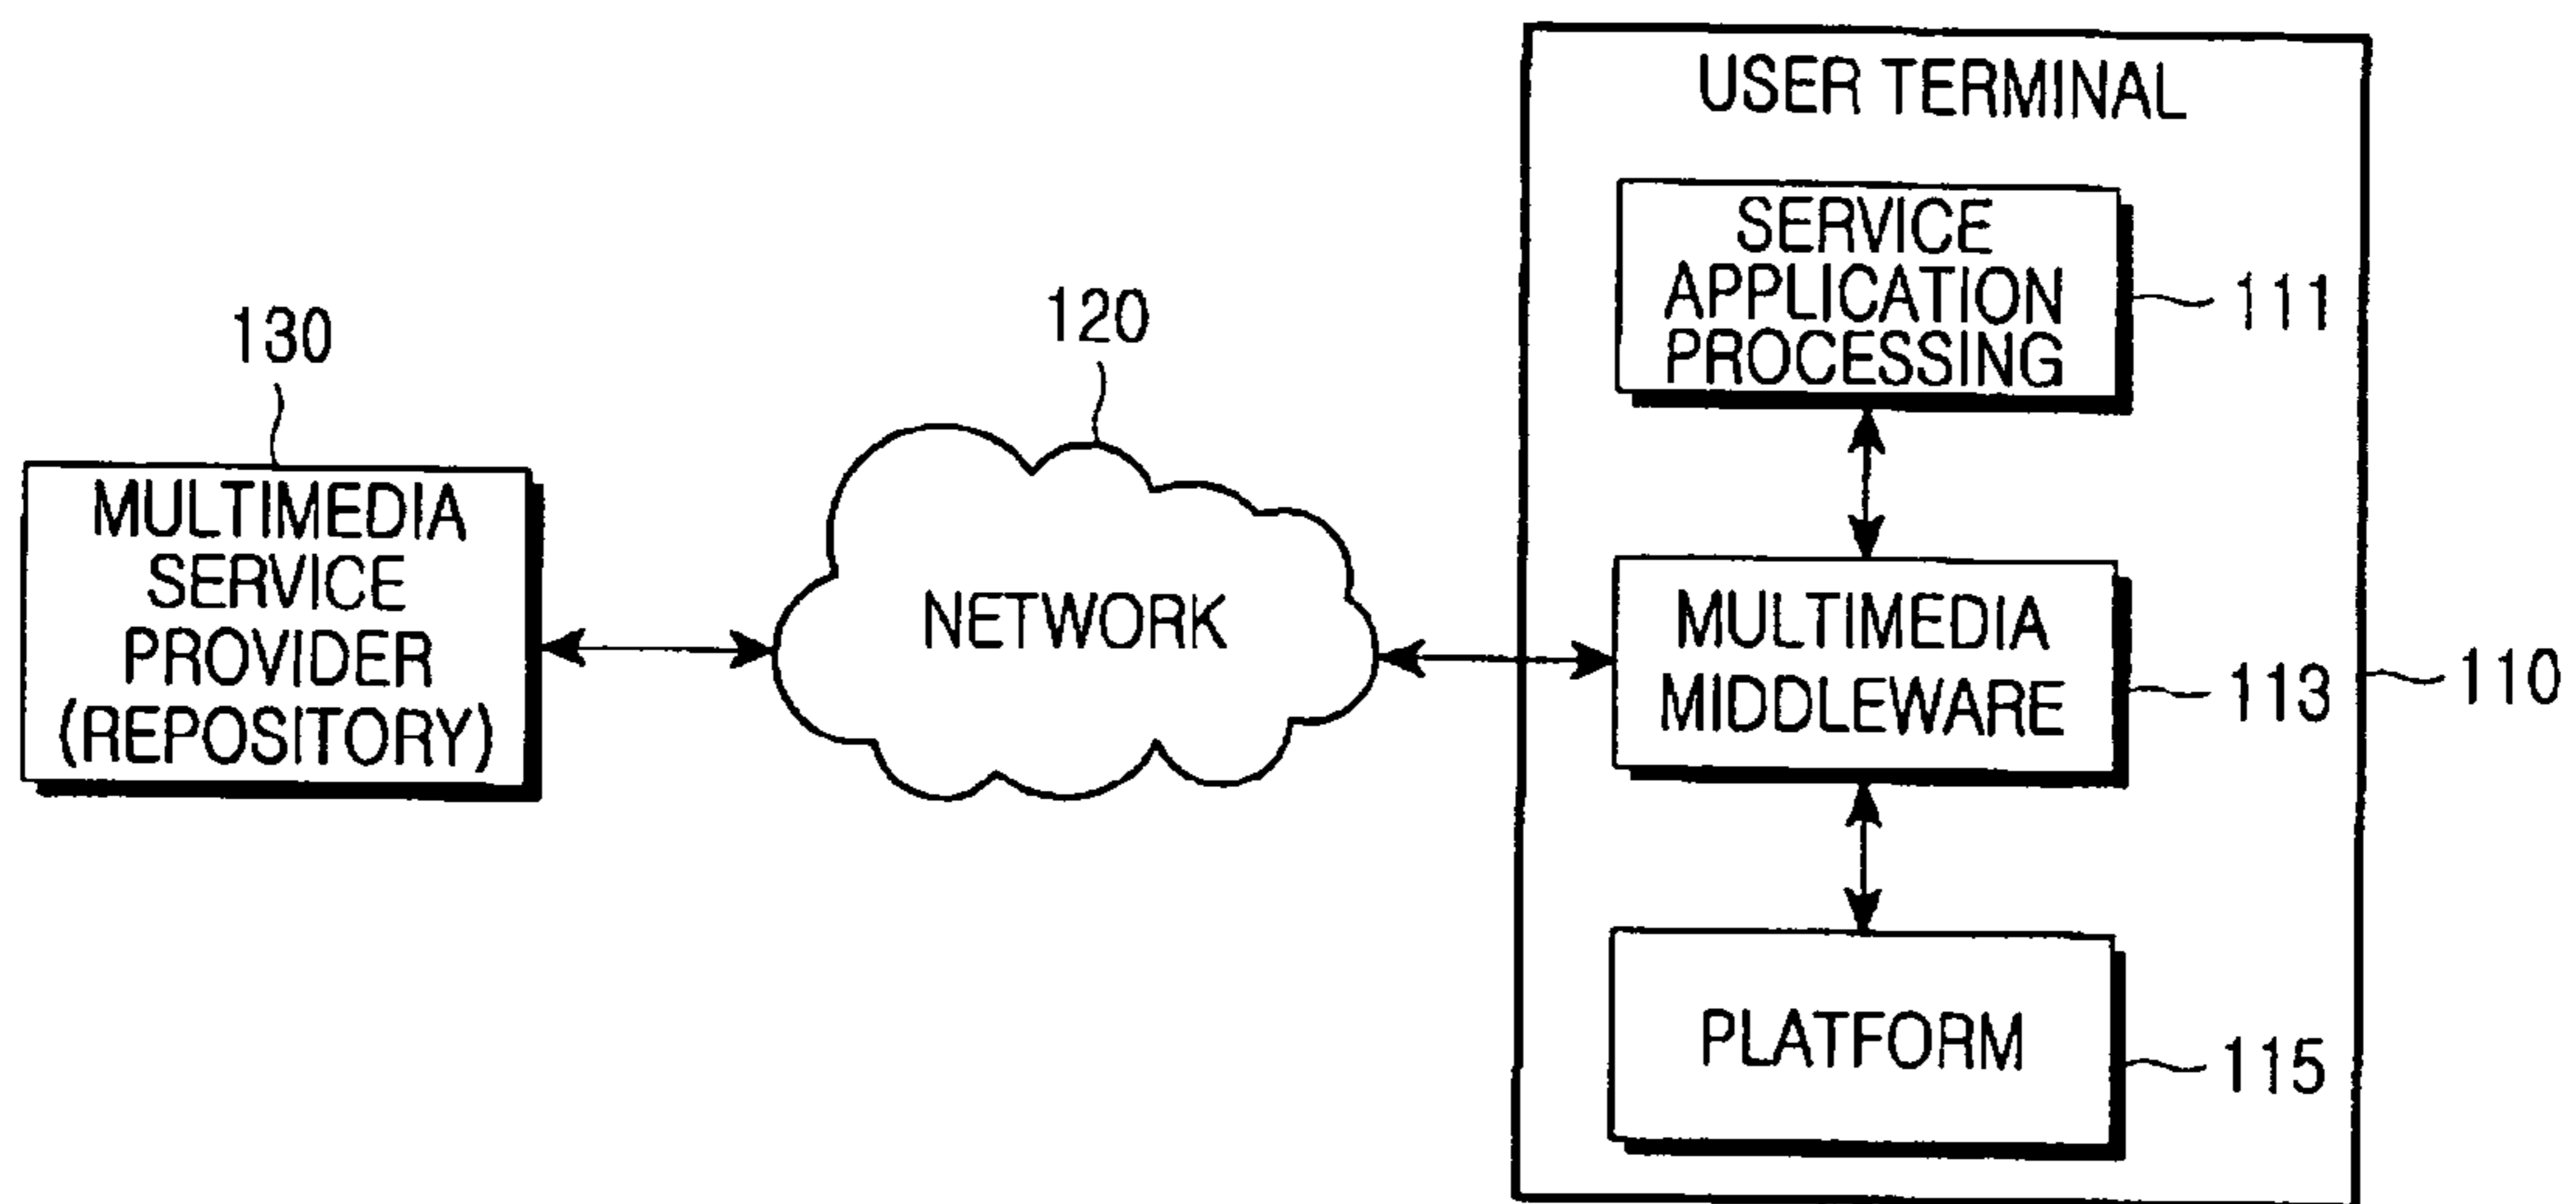 USER TERMINAL
SERVICE
APPLICATION
PROCESSING
111
130
120
MULTIMEDIA
SERVICE
PROVIDER
(REPOSITORY)
NETWORK
MULTIMEDIA
MIDDLEWARE
113
110
PLATFORM
115